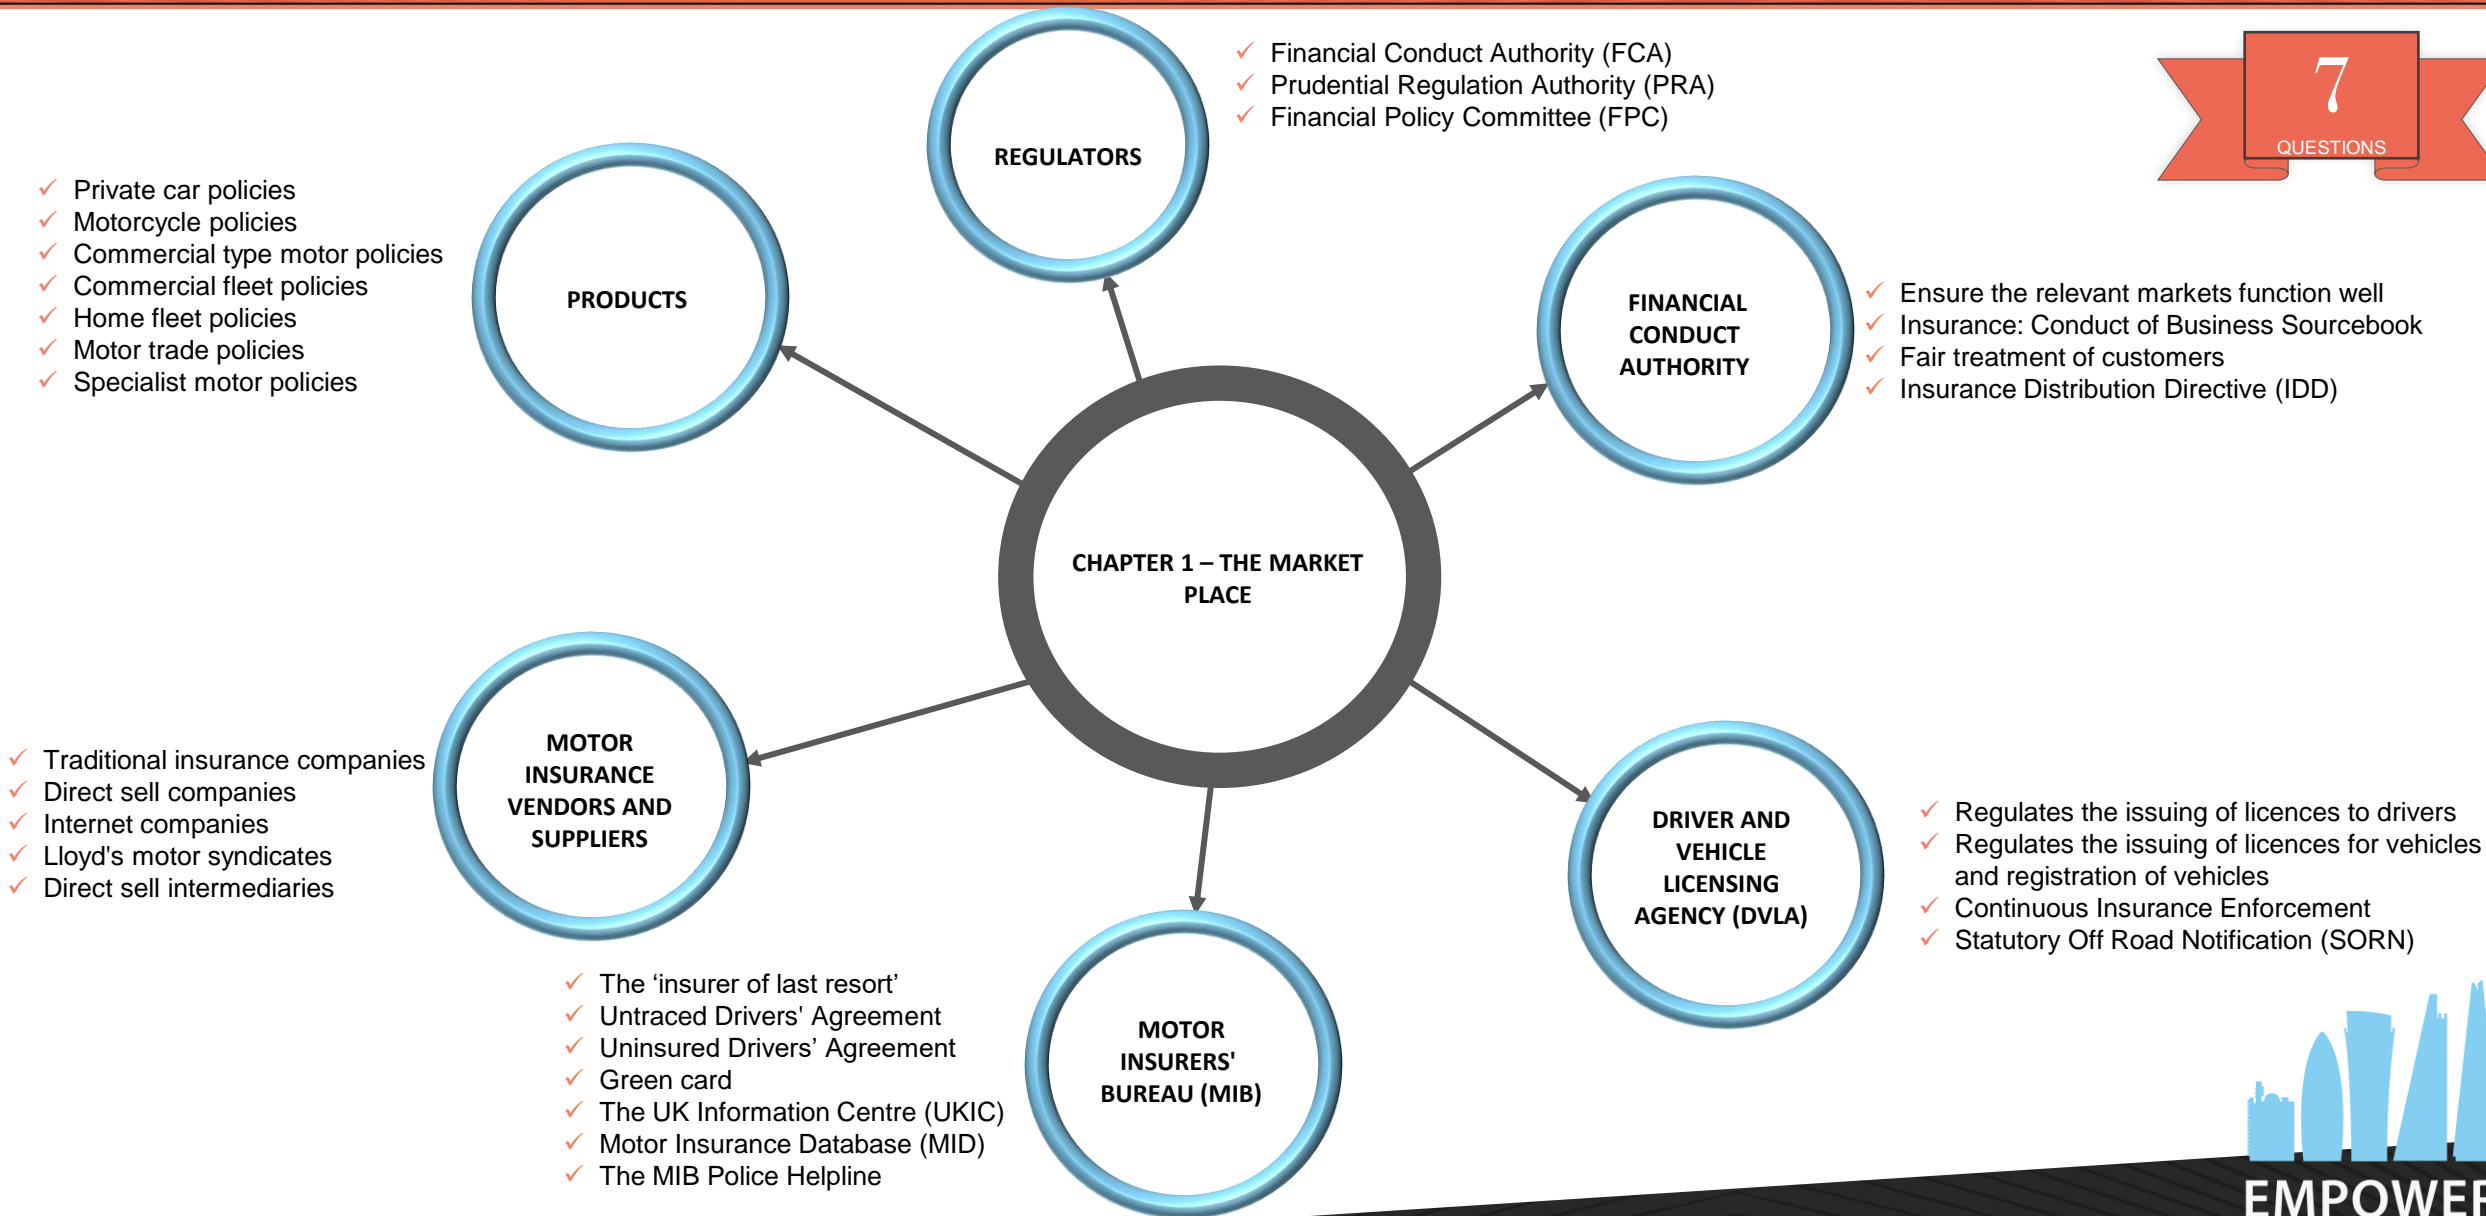 ✓ Financial Conduct Authority (FCA)
✓ Prudential Regulation Authority (PRA)
✓ Financial Policy Committee (FPC)
7
QUESTIONS
REGULATORS
✓ Private car policies
✓ Motorcycle policies
✓ Commercial type motor policies
✓ Commercial fleet policies
✓ Home fleet policies
✓ Motor trade policies
✓ Specialist motor policies
PRODUCTS
FINANCIAL
CONDUCT
AUTHORITY
✓ Ensure the relevant markets function well
✓ Insurance: Conduct of Business Sourcebook
✓ Fair treatment of customers
✓ Insurance Distribution Directive (IDD)
CHAPTER 1 – THE MARKET
PLACE
✓ Traditional insurance companies
✓ Direct sell companies
✓ Internet companies
✓ Lloyd's motor syndicates
✓ Direct sell intermediaries
MOTOR
INSURANCE
VENDORS AND
SUPPLIERS
DRIVER AND
VEHICLE
LICENSING
AGENCY (DVLA)
✓ Regulates the issuing of licences to drivers
✓ Regulates the issuing of licences for vehicles
and registration of vehicles
✓ Continuous Insurance Enforcement
✓ Statutory Off Road Notification (SORN)
✓ The ‘insurer of last resort’
✓ Untraced Drivers' Agreement
✓ Uninsured Drivers’ Agreement
✓ Green card
✓ The UK Information Centre (UKIC)
✓ Motor Insurance Database (MID)
✓ The MIB Police Helpline
MOTOR
INSURERS'
BUREAU (MIB)